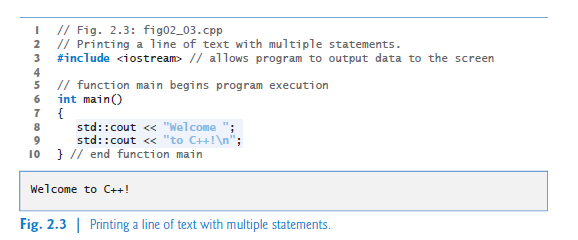 1 // Fig. 2.3: fig02_03.cpp
2 // Printing a line of text with multiple statements.
3 #include <iostream> // allows program to output data to the screen
4
5 // function main begins program execution
6 int main()
7 {
8 std::cout << "Welcome ";
9 std::cout << "to C++!\n";
10 } // end function main
Welcome to C++!
Fig. 2.3 | Printing a line of text with multiple statements.